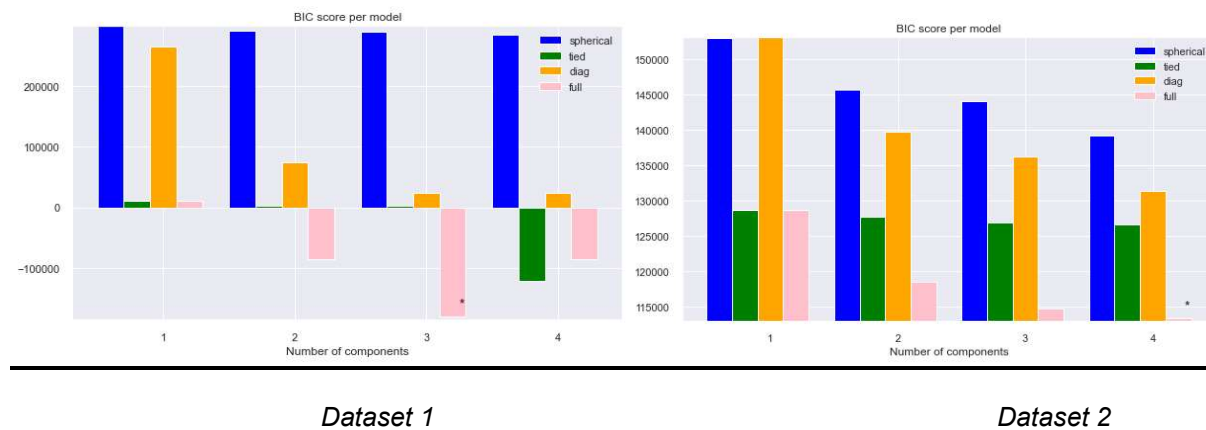 BIC score per model
200000
100000
0
−100000
spherical
tied
diag
full
*
1 2 3 4
Number of components
BIC score per model
150000
145000
140000
135000
130000
125000
120000
115000
spherical
tied
diag
full
*
1 2 3 4
Number of components
Dataset 1
Dataset 2